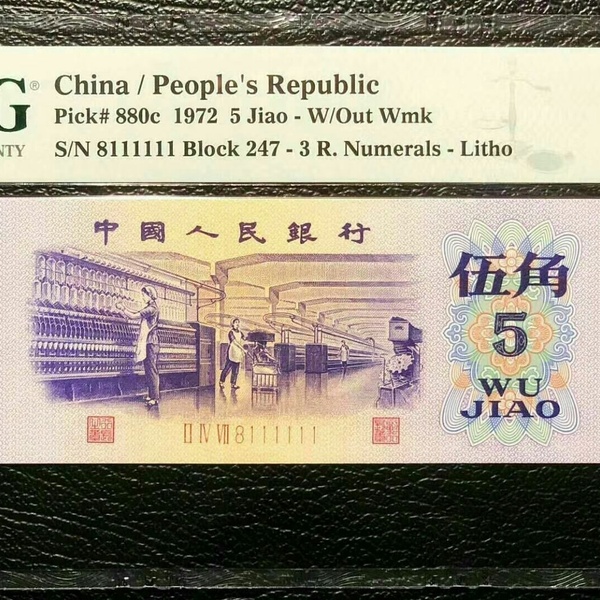 G® China / People's Republic
Pick# 880c 1972 5 Jiao - W/Out Wmk
NTY S/N 8111111 Block 247 - 3 R. Numerals - Litho
中國人民銀行
伍角
5
WU
JIAO
II IV VII 8111111